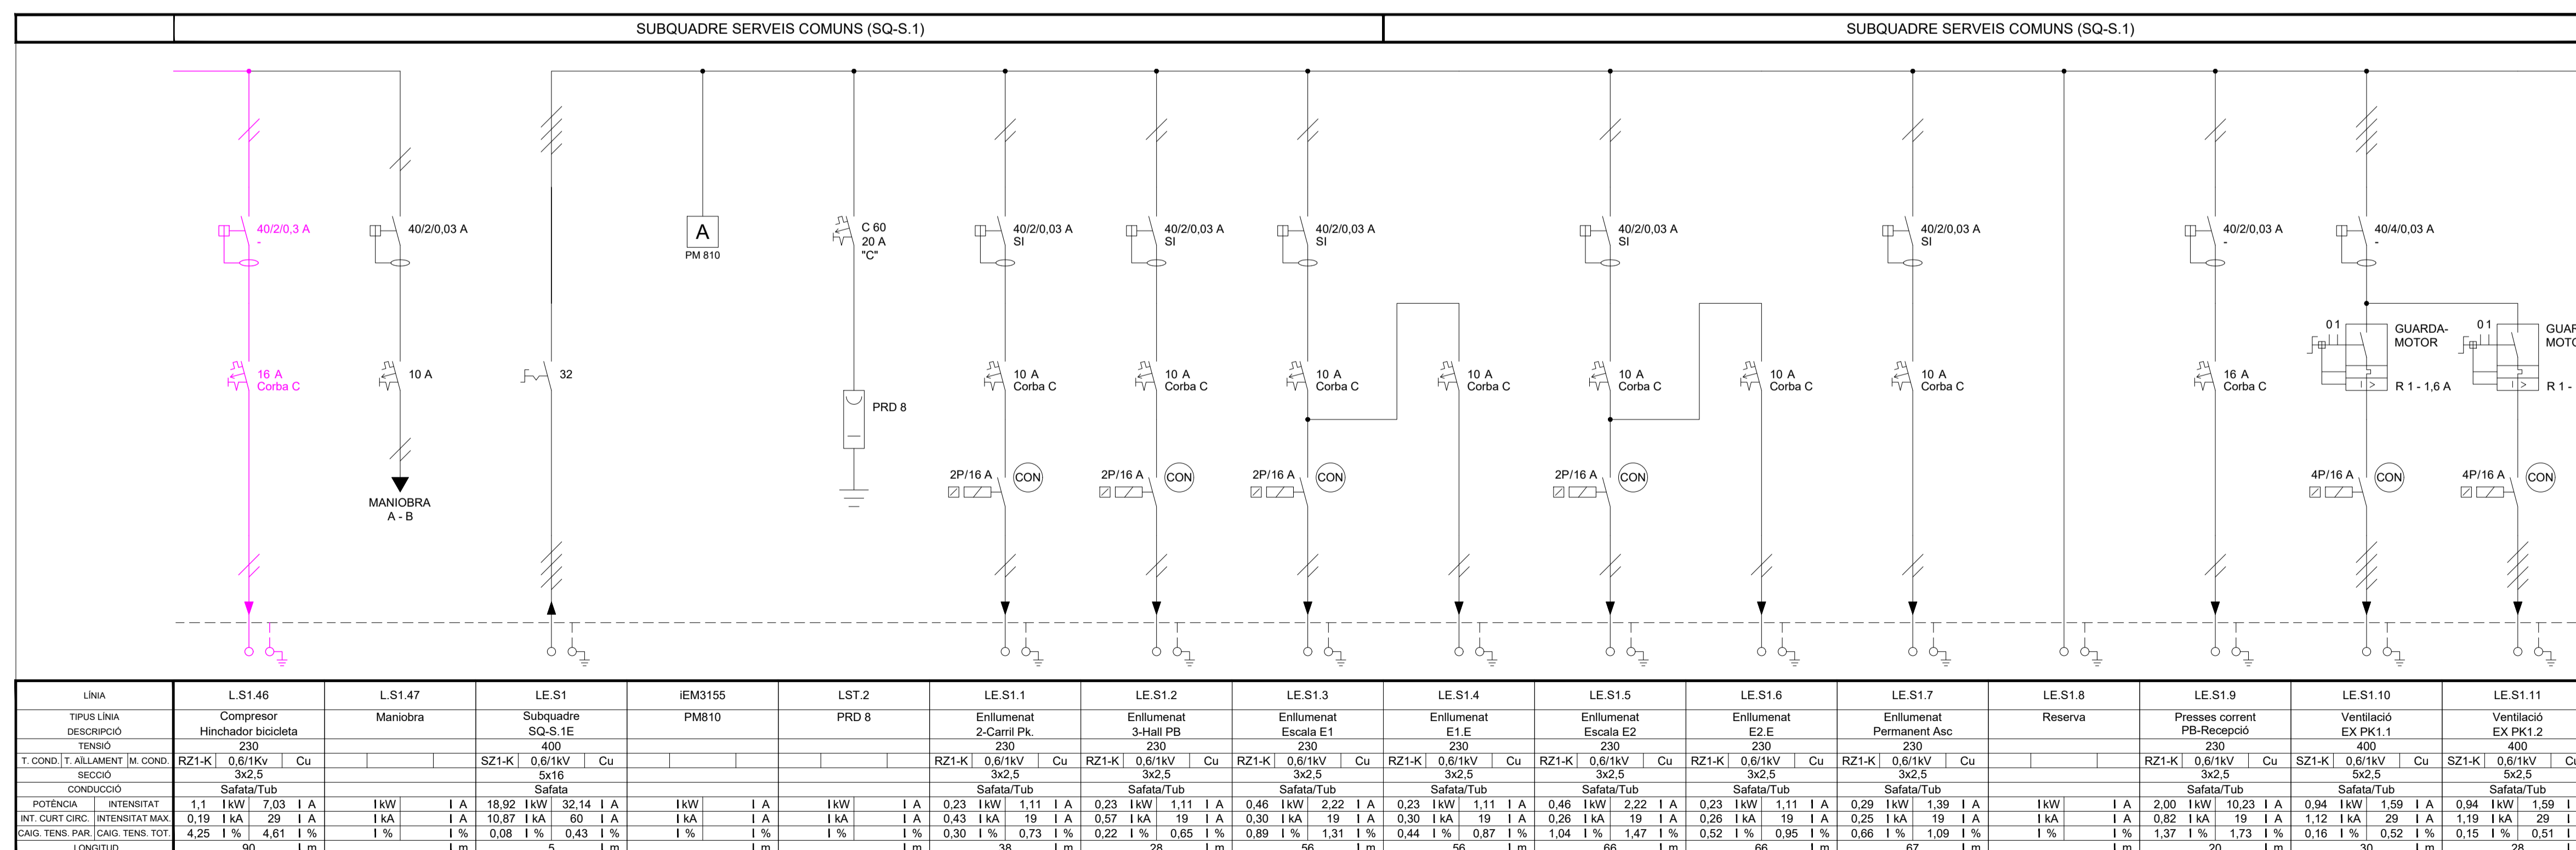 SUBQUADRE SERVEIS COMUNS (SQ-S.1) SUBQUADRE SERVEIS COMUNS (SQ-S.1)
40/2/0,3 A
-
40/2/0,03 A
A
PM 810
C 60
20 A
"C"
40/2/0,03 A
SI
40/2/0,03 A
SI
40/2/0,03 A
SI
40/2/0,03 A
SI
40/2/0,03 A
SI
40/2/0,03 A
-
40/4/0,03 A
-
16 A
Corba C
10 A
32
PRD 8
10 A
Corba C
10 A
Corba C
10 A
Corba C
10 A
Corba C
10 A
Corba C
10 A
Corba C
10 A
Corba C
16 A
Corba C
0 1
GUARDA-
MOTOR
I >
R 1 - 1,6 A
0 1
I >
R 1 -
MANIOBRA
A - B
2P/16 A CON
2P/16 A CON
2P/16 A CON
2P/16 A CON
4P/16 A CON
4P/16 A CON
LÍNIA L.S1.46 L.S1.47 LE.S1 iEM3155 LST.2 LE.S1.1 LE.S1.2 LE.S1.3 LE.S1.4 LE.S1.5 LE.S1.6 LE.S1.7 LE.S1.8 LE.S1.9 LE.S1.10 LE.S1.11
TIPUS LÍNIA Compresor Maniobra Subquadre PM810 PRD 8 Enllumenat Enllumenat Enllumenat Enllumenat Enllumenat Enllumenat Enllumenat Reserva Presses corrent Ventilació Ventilació
DESCRIPCIÓ Hinchador bicicleta SQ-S.1E 2-Carril Pk. 3-Hall PB Escala E1 E1.E Escala E2 E2.E Permanent Asc PB-Recepció EX PK1.1 EX PK1.2
TENSIÓ 230 400 230 230 230 230 230 230 230 230 400 400
T. COND. T. AÏLLAMENT M. COND. RZ1-K 0,6/1Kv Cu SZ1-K 0,6/1kV Cu RZ1-K 0,6/1kV Cu RZ1-K 0,6/1kV Cu RZ1-K 0,6/1kV Cu RZ1-K 0,6/1kV Cu RZ1-K 0,6/1kV Cu RZ1-K 0,6/1kV Cu RZ1-K 0,6/1kV Cu RZ1-K 0,6/1kV Cu SZ1-K 0,6/1kV Cu SZ1-K 0,6/1kV
SECCIÓ 3x2,5 5x16 3x2,5 3x2,5 3x2,5 3x2,5 3x2,5 3x2,5 3x2,5 3x2,5 5x2,5 5x2,5
CONDUCCIÓ Safata/Tub Safata Safata/Tub Safata/Tub Safata/Tub Safata/Tub Safata/Tub Safata/Tub Safata/Tub Safata/Tub Safata/Tub Safata/Tub
POTÈNCIA INTENSITAT 1,1 kW 7,03 A kW A 18,92 kW 32,14 A kW A kW A 0,23 kW 1,11 A 0,23 kW 1,11 A 0,46 kW 2,22 A 0,23 kW 1,11 A 0,46 kW 2,22 A 0,23 kW 1,11 A 0,29 kW 1,39 A kW A 2,00 kW 10,23 A 0,94 kW 1,59 A 0,94 kW 1,59
INT. CURT CIRC. INTENSITAT MAX. 0,19 kA 29 A kA A 10,87 kA 60 A kA A kA A 0,43 kA 19 A 0,57 kA 19 A 0,30 kA 19 A 0,30 kA 19 A 0,26 kA 19 A 0,26 kA 19 A 0,25 kA 19 A kA A 0,82 kA 19 A 1,12 kA 29 A 1,19 kA 29
CAIG. TENS. PAR. CAIG. TENS. TOT. 4,25 % 4,61 % % % 0,08 % 0,43 % % % % % 0,30 % 0,73 % 0,22 % 0,65 % 0,89 % 1,31 % 0,44 % 0,87 % 1,04 % 1,47 % 0,52 % 0,95 % 0,66 % 1,09 % % % 1,37 % 1,73 % 0,16 % 0,52 % 0,15 % 0,51
LONGITUD 90 m m 5 m m m 38 m 28 m 56 m 56 m 66 m 66 m 67 m m 20 m 30 m 28